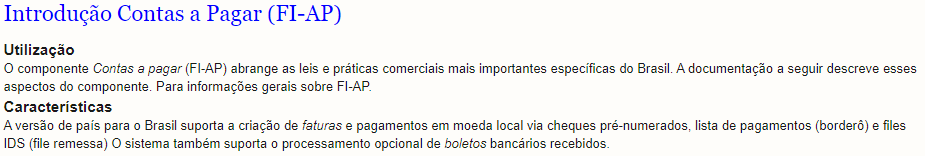 Introdução Contas a Pagar (FI-AP)
Utilização
O componente Contas a pagar (FI-AP) abrange as leis e práticas comerciais mais importantes específicas do Brasil. A documentação a seguir descreve esses
aspectos do componente. Para informações gerais sobre FI-AP.
Características
A versão de país para o Brasil suporta a criação de faturas e pagamentos em moeda local via cheques pré-numerados, lista de pagamentos (borderô) e files
IDS (file remessa) O sistema também suporta o processamento opcional de boletos bancários recebidos.